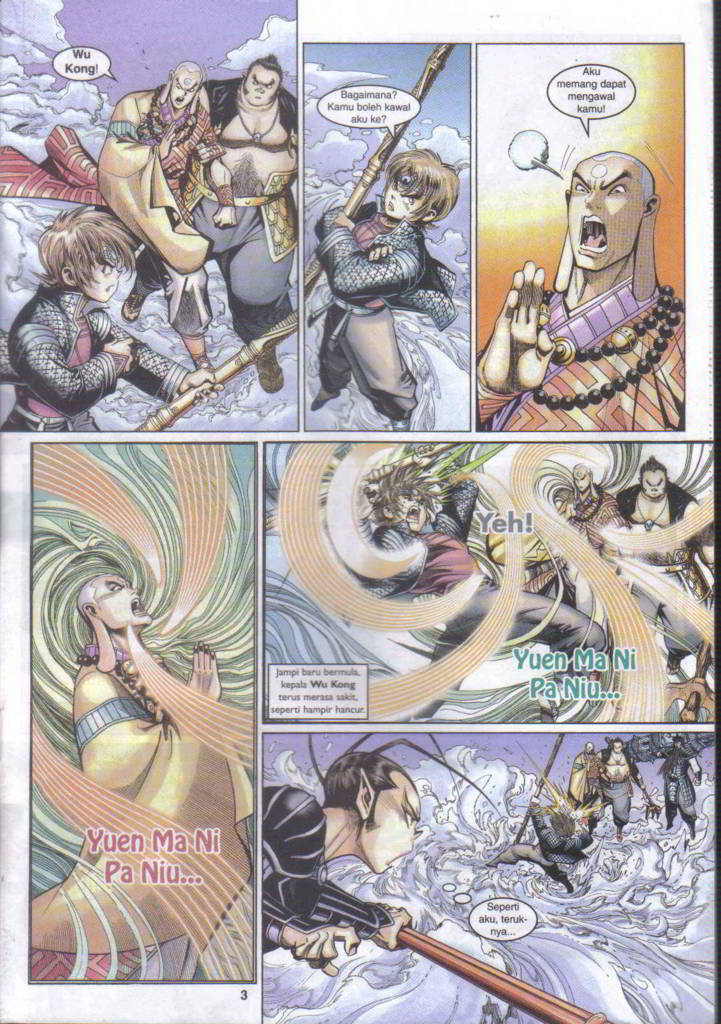 Wu
Kong!
Bagaimana?
Kamu boleh kawal
aku ke?
Aku
memang dapat
mengawal
kamu!
Yuen Ma Ni
Pa Niu...
Yeh!
Yuen Ma Ni
Pa Niu...
Jampi baru bermula,
kepala Wu Kong
terus merasa sakit,
seperti hampir hancur.
Seperti
aku, teruk-
nya...
3